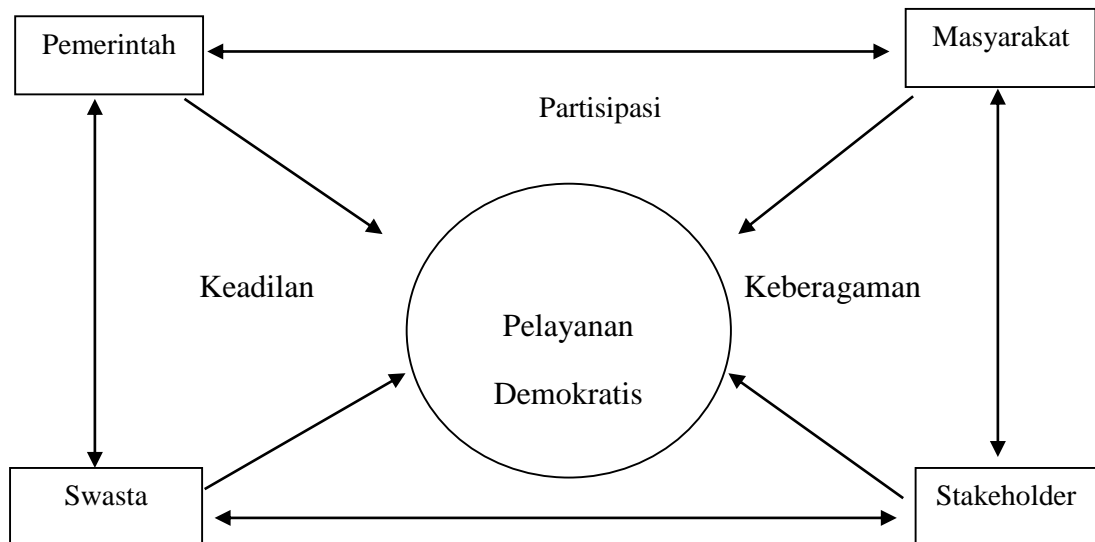 Pemerintah
Masyarakat
Partisipasi
Keadilan
Keberagaman
Pelayanan
Demokratis
Swasta
Stakeholder